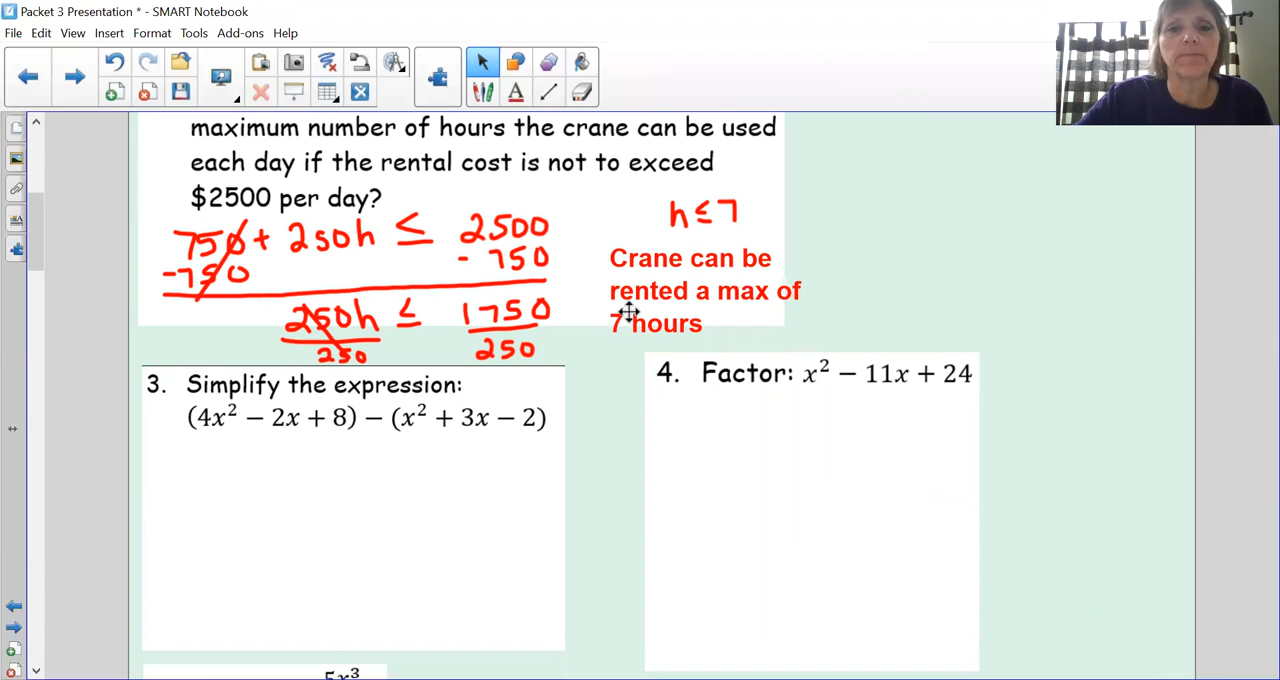 Packet 3 Presentation * - SMART Notebook
File Edit View Insert Format Tools Add-ons Help
maximum number of hours the crane can be used
each day if the rental cost is not to exceed
$2500 per day?
750 + 250h ≤ 2500
-750 - 750
250h ≤ 1750
250 250
h ≤ 7
Crane can be
rented a max of
7 hours
3. Simplify the expression:
(4x² − 2x + 8) − (x² + 3x − 2)
4. Factor: x² − 11x + 24
5x³